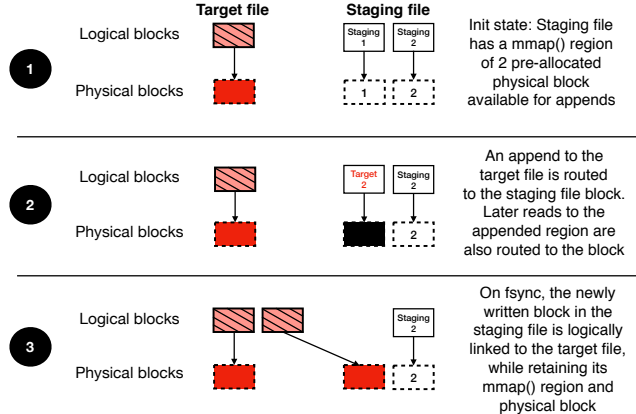 Target file
Staging file
Logical blocks
Staging
1
Staging
2
1
Physical blocks
1
2
Init state: Staging file
has a mmap() region
of 2 pre-allocated
physical block
available for appends
Logical blocks
Target
2
Staging
2
2
Physical blocks
2
An append to the
target file is routed
to the staging file block.
Later reads to the
appended region are
also routed to the block
Logical blocks
Staging
2
3
Physical blocks
2
On fsync, the newly
written block in the
staging file is logically
linked to the target file,
while retaining its
mmap() region and
physical block